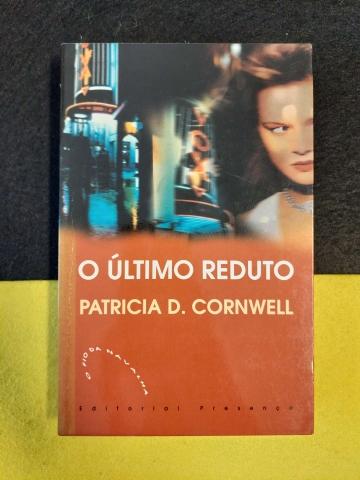 O ÚLTIMO REDUTO
PATRICIA D. CORNWELL
O FIO DA NAVALHA
Editorial Presença